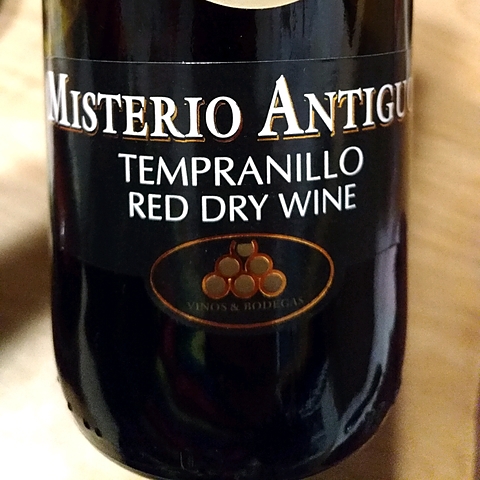 MISTERIO ANTIGU
TEMPRANILLO
RED DRY WINE
VINOS & BODEGAS